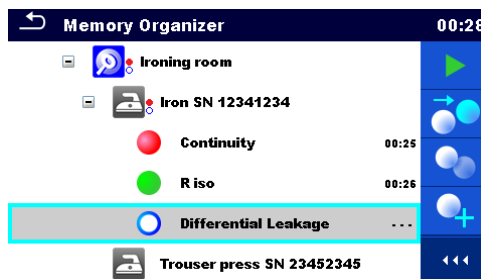 Memory Organizer 00:28
Ironing room
Iron SN 12341234
Continuity 00:25
R iso 00:26
Differential Leakage ---
Trouser press SN 23452345